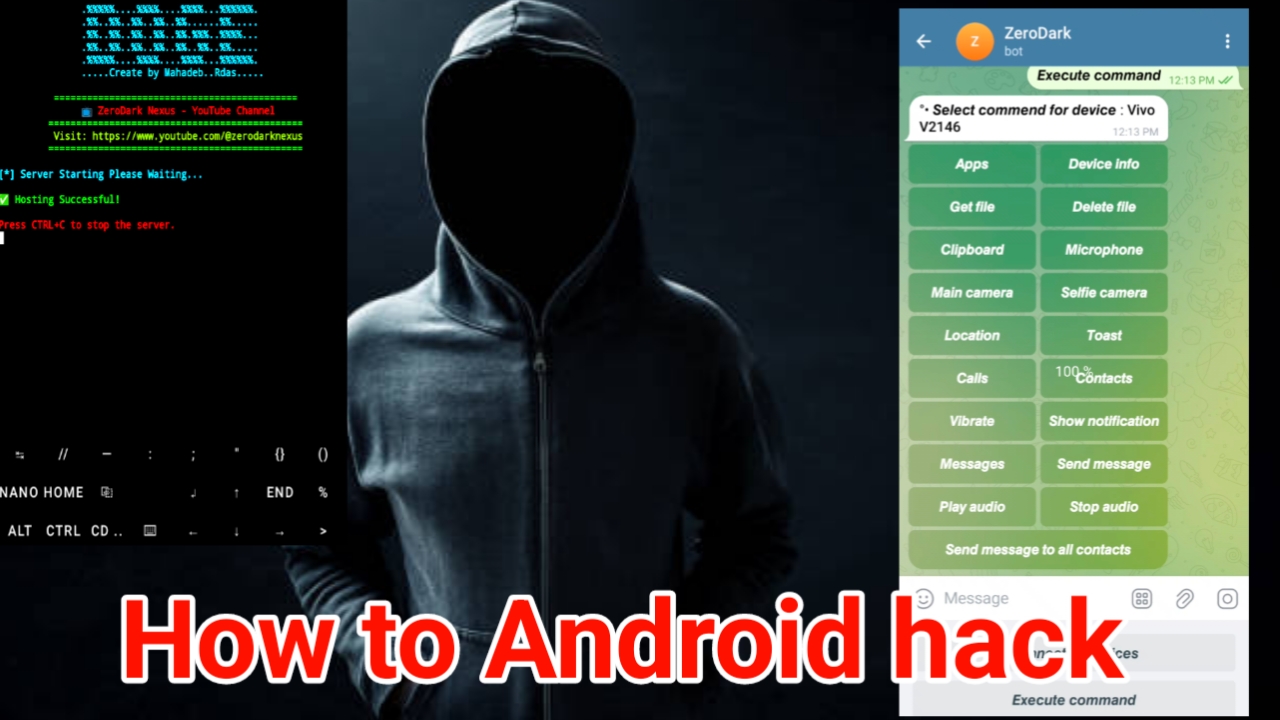 .....Create by Mahadeb..Rdas.....
ZeroDark Nexus - YouTube Channel
Visit: https://www.youtube.com/@zerodarknexus
[*] Server Starting Please Waiting...
✅ Hosting Successful!
Press CTRL+C to stop the server.
// — : ; " {} ()
NANO HOME ↲ ↑ END %
ALT CTRL CD .. ← ↓ → >
Z
ZeroDark
bot
Execute command 12:13 PM
Select commend for device : Vivo
V2146 12:13 PM
Apps Device info
Get file Delete file
Clipboard Microphone
Main camera Selfie camera
Location Toast
Calls Contacts
100 %
Vibrate Show notification
Messages Send message
Play audio Stop audio
Send message to all contacts
Message
Execute command
How to Android hack